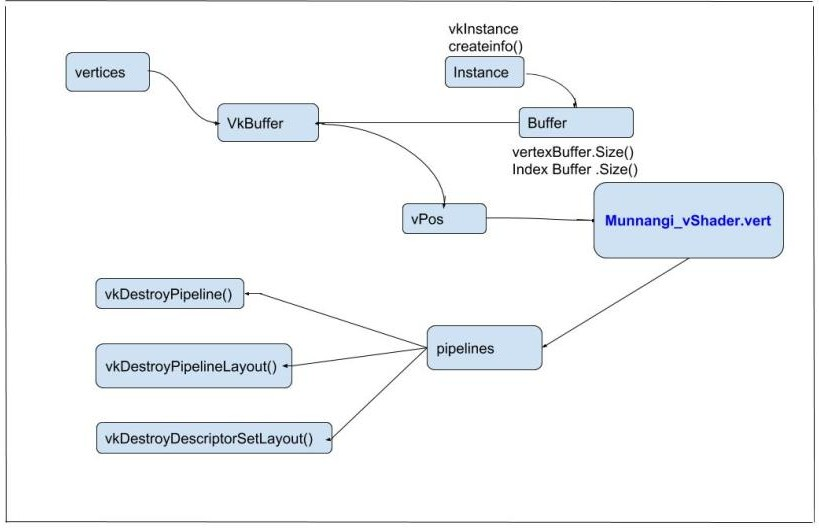 vkInstance
createinfo()
vertices
Instance
VkBuffer
Buffer
vertexBuffer.Size()
Index Buffer .Size()
vPos
Munnangi_vShader.vert
vkDestroyPipeline()
pipelines
vkDestroyPipelineLayout()
vkDestroyDescriptorSetLayout()